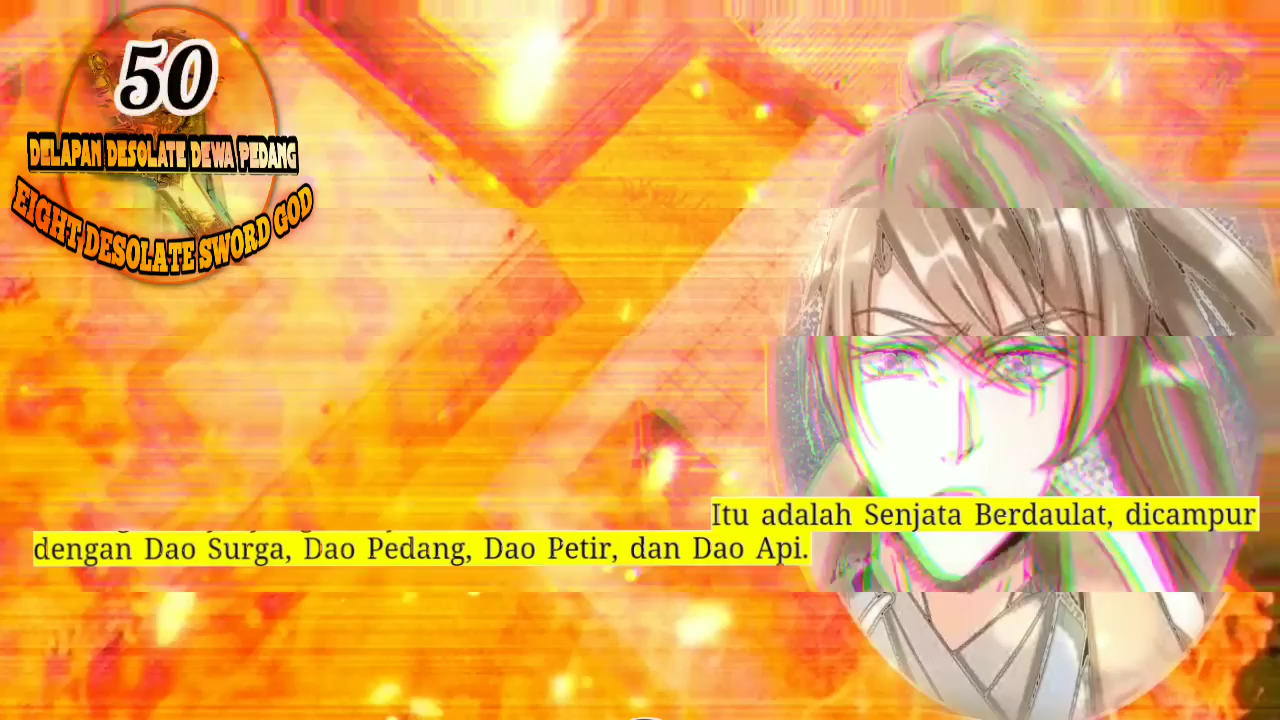 50
DELAPAN DESOLATE DEWA PEDANG
EIGHT DESOLATE SWORD GOD
Itu adalah Senjata Berdaulat, dicampur
dengan Dao Surga, Dao Pedang, Dao Petir, dan Dao Api.